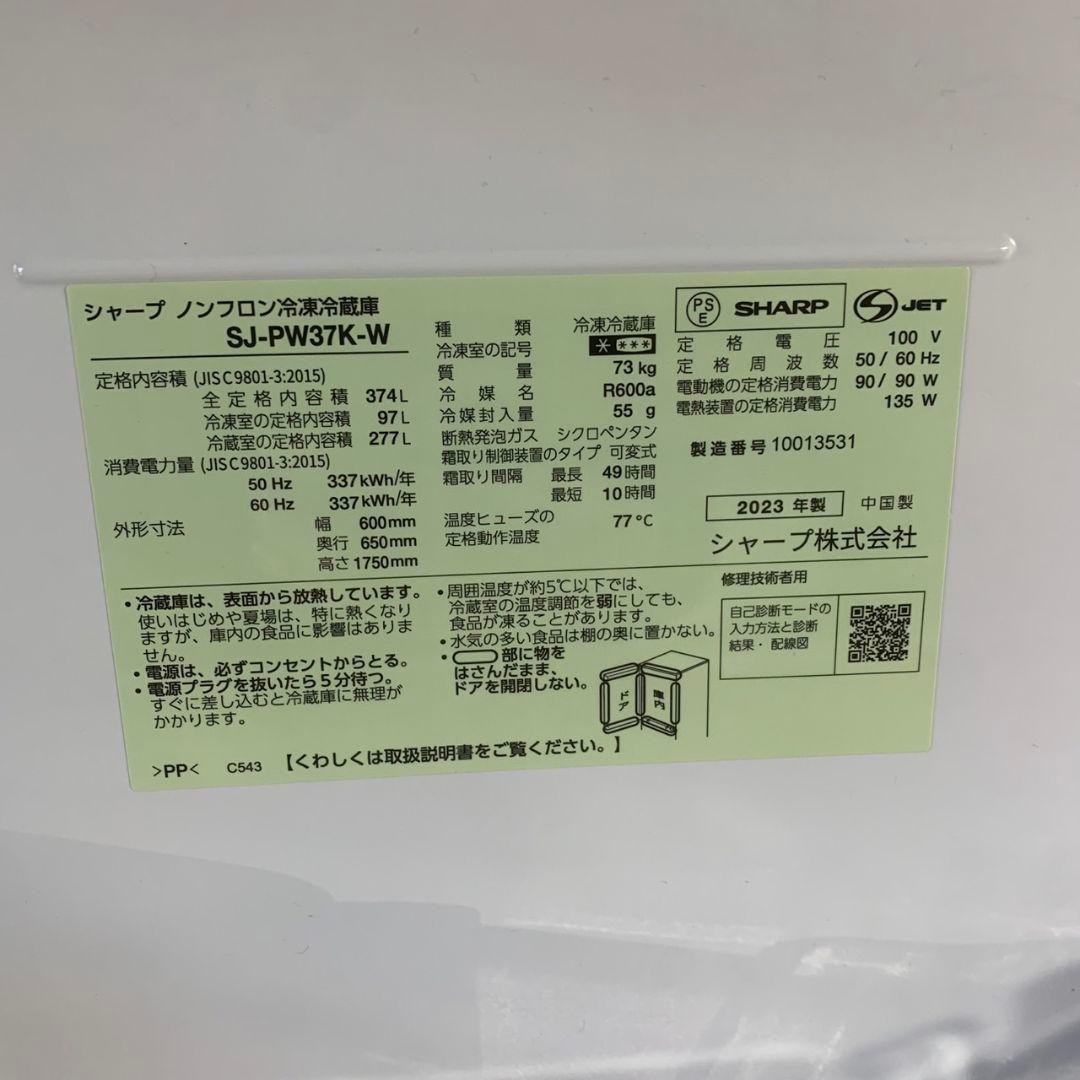 シャープ ノンフロン冷凍冷蔵庫
SJ-PW37K-W
定格内容積 (JIS C 9801-3:2015)
全定格内容積 374 L
冷凍室の定格内容積 97 L
冷蔵室の定格内容積 277 L
消費電力量 (JIS C 9801-3:2015)
50 Hz 337 kWh/年
60 Hz 337 kWh/年
外形寸法 幅 600 mm
奥行 650 mm
高さ 1750 mm
種類 冷凍冷蔵庫
冷凍室の記号 * ***
質量 73 kg
冷媒名 R600a
冷媒封入量 55 g
断熱発泡ガス シクロペンタン
霜取り制御装置のタイプ 可変式
霜取り間隔 最長 49 時間
最短 10 時間
温度ヒューズの
定格動作温度 77 ℃
PS
E
SHARP
S JET
定格電圧 100 V
定格周波数 50 / 60 Hz
電動機の定格消費電力 90 / 90 W
電熱装置の定格消費電力 135 W
製造番号 10013531
2023 年製 中国製
シャープ株式会社
・冷蔵庫は、表面から放熱しています。
使いはじめや夏場は、特に熱くなり
ますが、庫内の食品に影響はありま
せん。
・電源は、必ずコンセントからとる。
・電源プラグを抜いたら5分待つ。
すぐに差し込むと冷蔵庫に無理が
かかります。
・周囲温度が約5℃以下では、
冷蔵室の温度調節を弱にしても、
食品が凍ることがあります。
・水気の多い食品は棚の奥に置かない。
・ 部に物を
はさんだまま、
ドアを開閉しない。
ドア
庫内
修理技術者用
自己診断モードの
入力方法と診断
結果・配線図
>PP< C543 【くわしくは取扱説明書をご覧ください。】